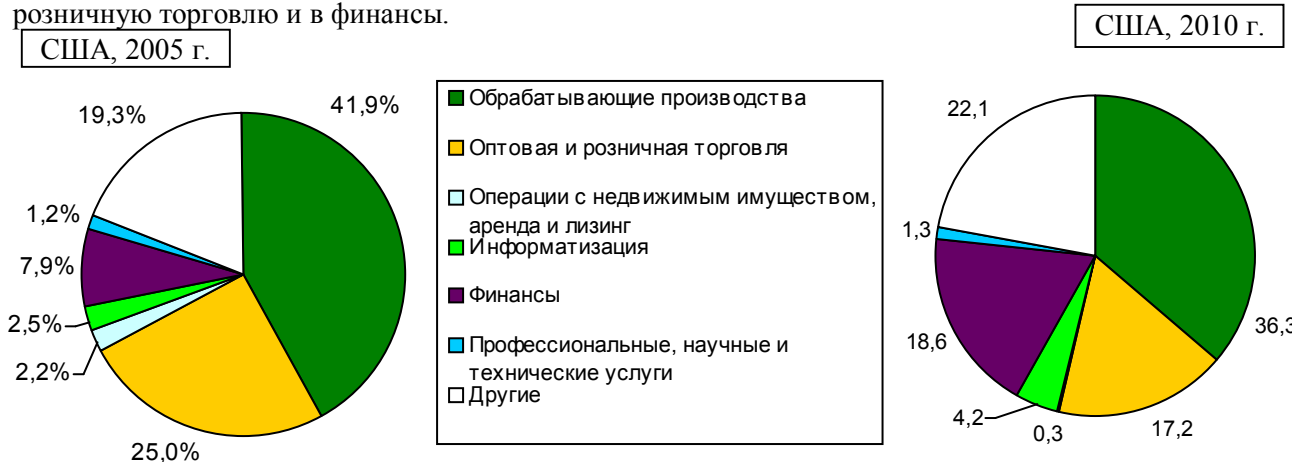 розничную торговлю и в финансы.
США, 2005 г.
США, 2010 г.
19,3%
41,9%
1,2%
7,9%
2,5%
2,2%
25,0%
Обрабатывающие производства
Оптовая и розничная торговля
Операции с недвижимым имуществом,
аренда и лизинг
Информатизация
Финансы
Профессиональные, научные и
технические услуги
Другие
22,1
1,3
18,6
4,2
0,3
17,2
36,3